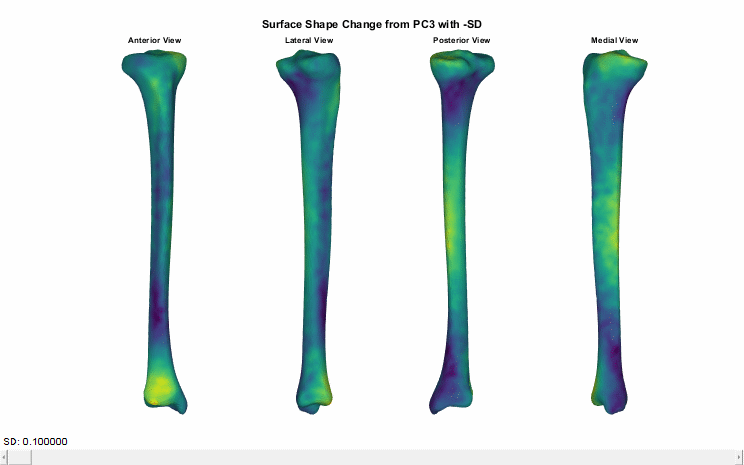 Surface Shape Change from PC3 with -SD
Anterior View
Lateral View
Posterior View
Medial View
SD: 0.100000